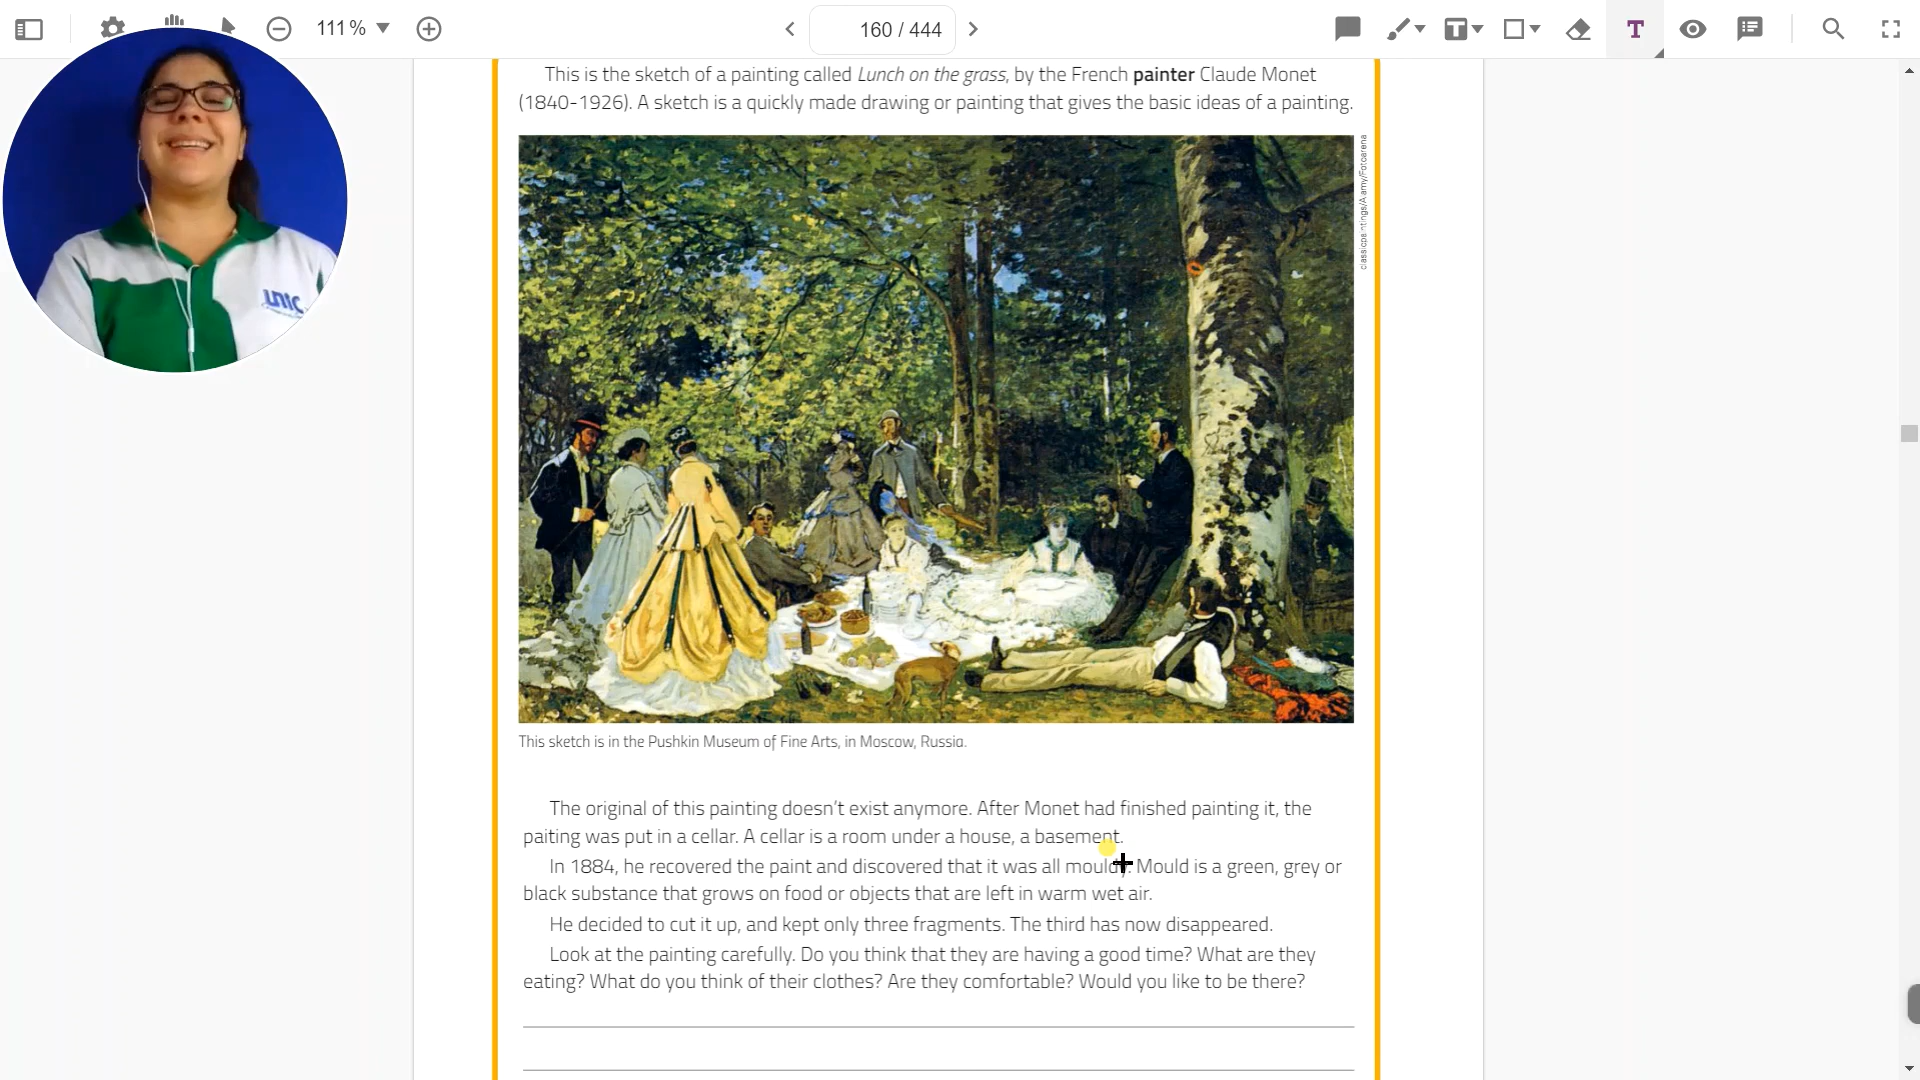 111 %
160 / 444
This is the sketch of a painting called Lunch on the grass, by the French painter Claude Monet
(1840-1926). A sketch is a quickly made drawing or painting that gives the basic ideas of a painting.
classicpaintings/Alamy/Fotoarena
unic
This sketch is in the Pushkin Museum of Fine Arts, in Moscow, Russia.
The original of this painting doesn't exist anymore. After Monet had finished painting it, the
paiting was put in a cellar. A cellar is a room under a house, a basement.
In 1884, he recovered the paint and discovered that it was all mouldy. Mould is a green, grey or
black substance that grows on food or objects that are left in warm wet air.
He decided to cut it up, and kept only three fragments. The third has now disappeared.
Look at the painting carefully. Do you think that they are having a good time? What are they
eating? What do you think of their clothes? Are they comfortable? Would you like to be there?